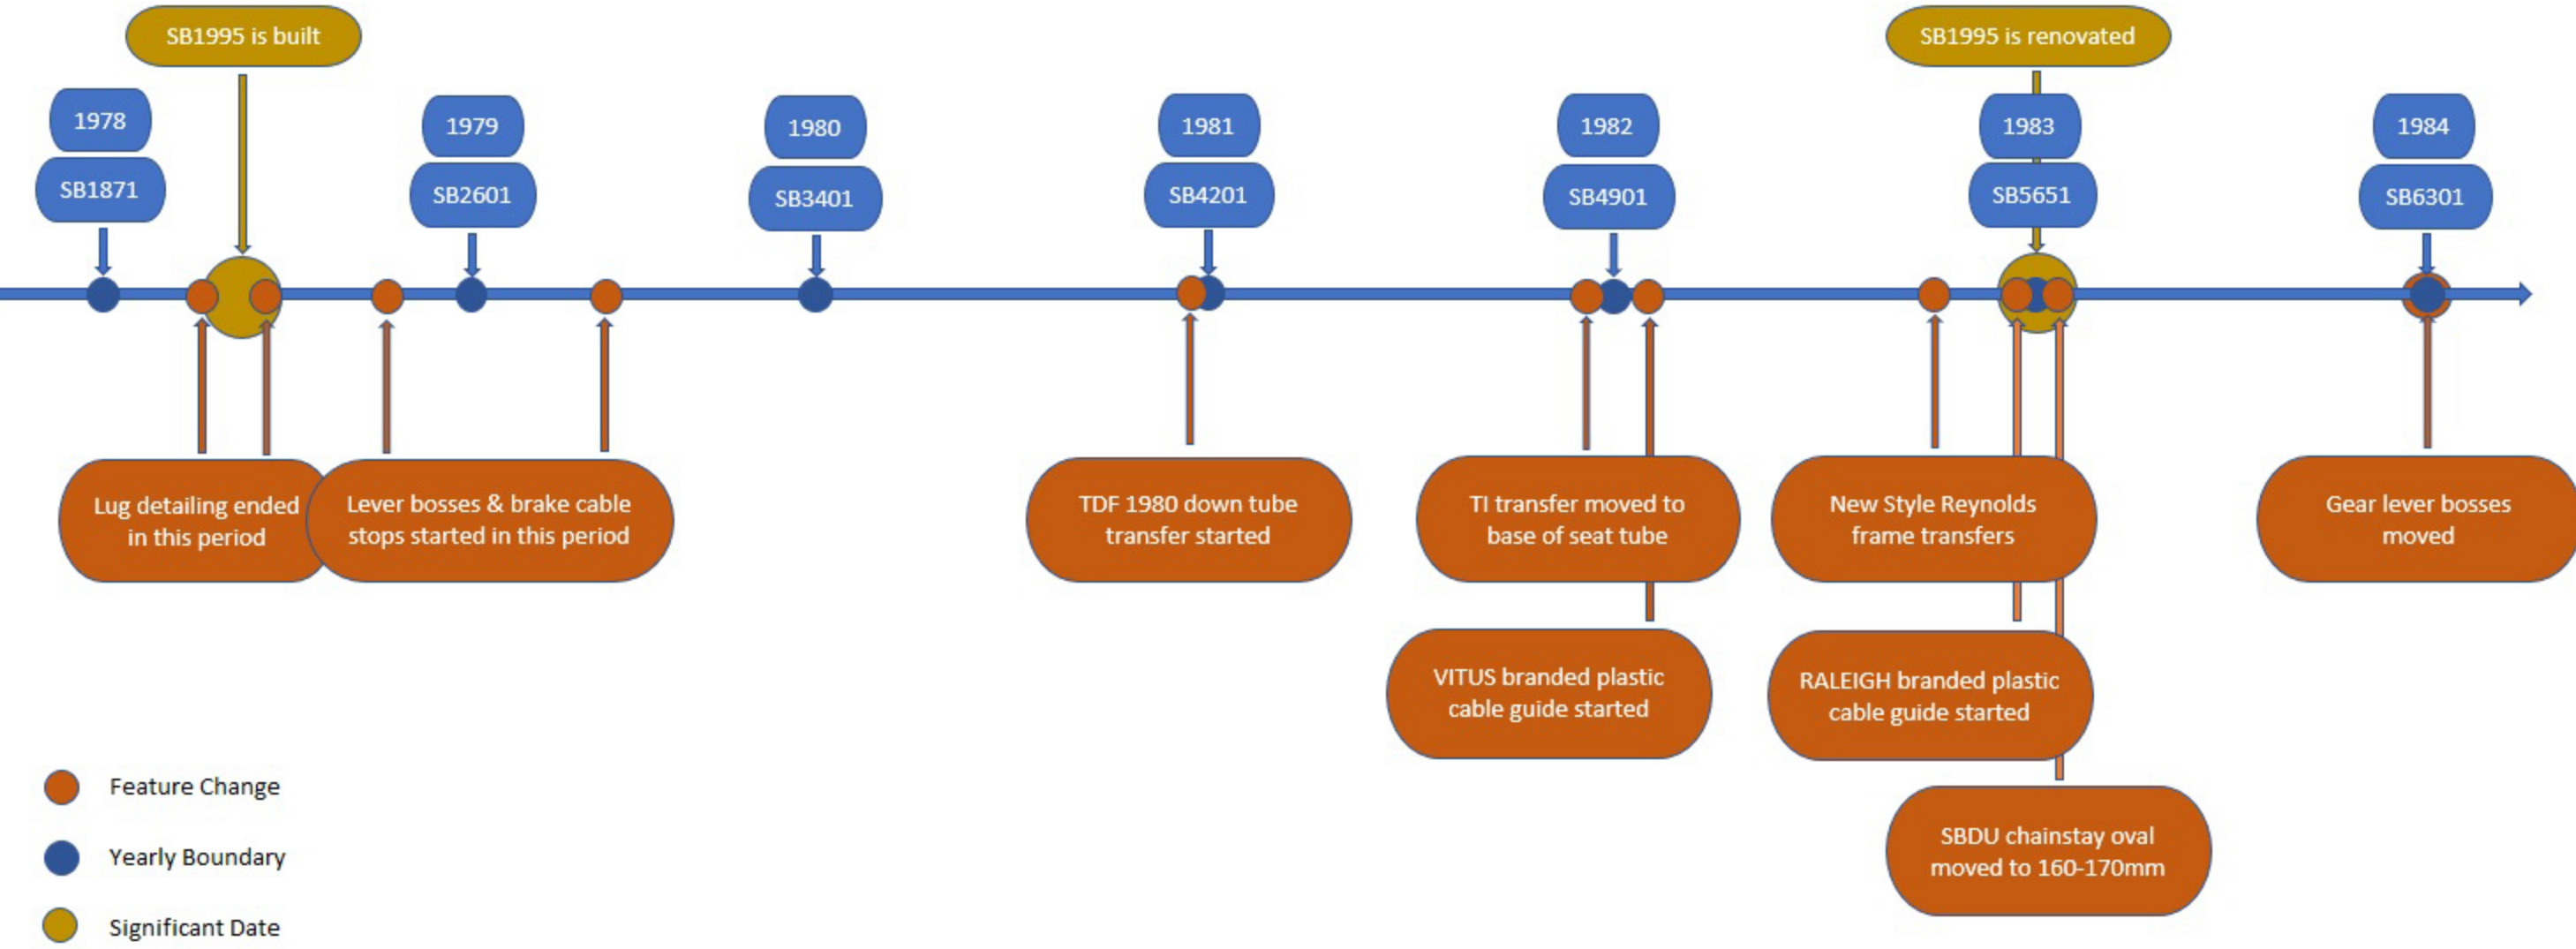 SB1995 is built
SB1995 is renovated
1978
1979
1980
1981
1982
1983
1984
SB1871
SB2601
SB3401
SB4201
SB4901
SB5651
SB6301
Lug detailing ended
in this period
Lever bosses & brake cable
stops started in this period
TDF 1980 down tube
transfer started
TI transfer moved to
base of seat tube
New Style Reynolds
frame transfers
Gear lever bosses
moved
VITUS branded plastic
cable guide started
RALEIGH branded plastic
cable guide started
SBDU chainstay oval
moved to 160-170mm
Feature Change
Yearly Boundary
Significant Date